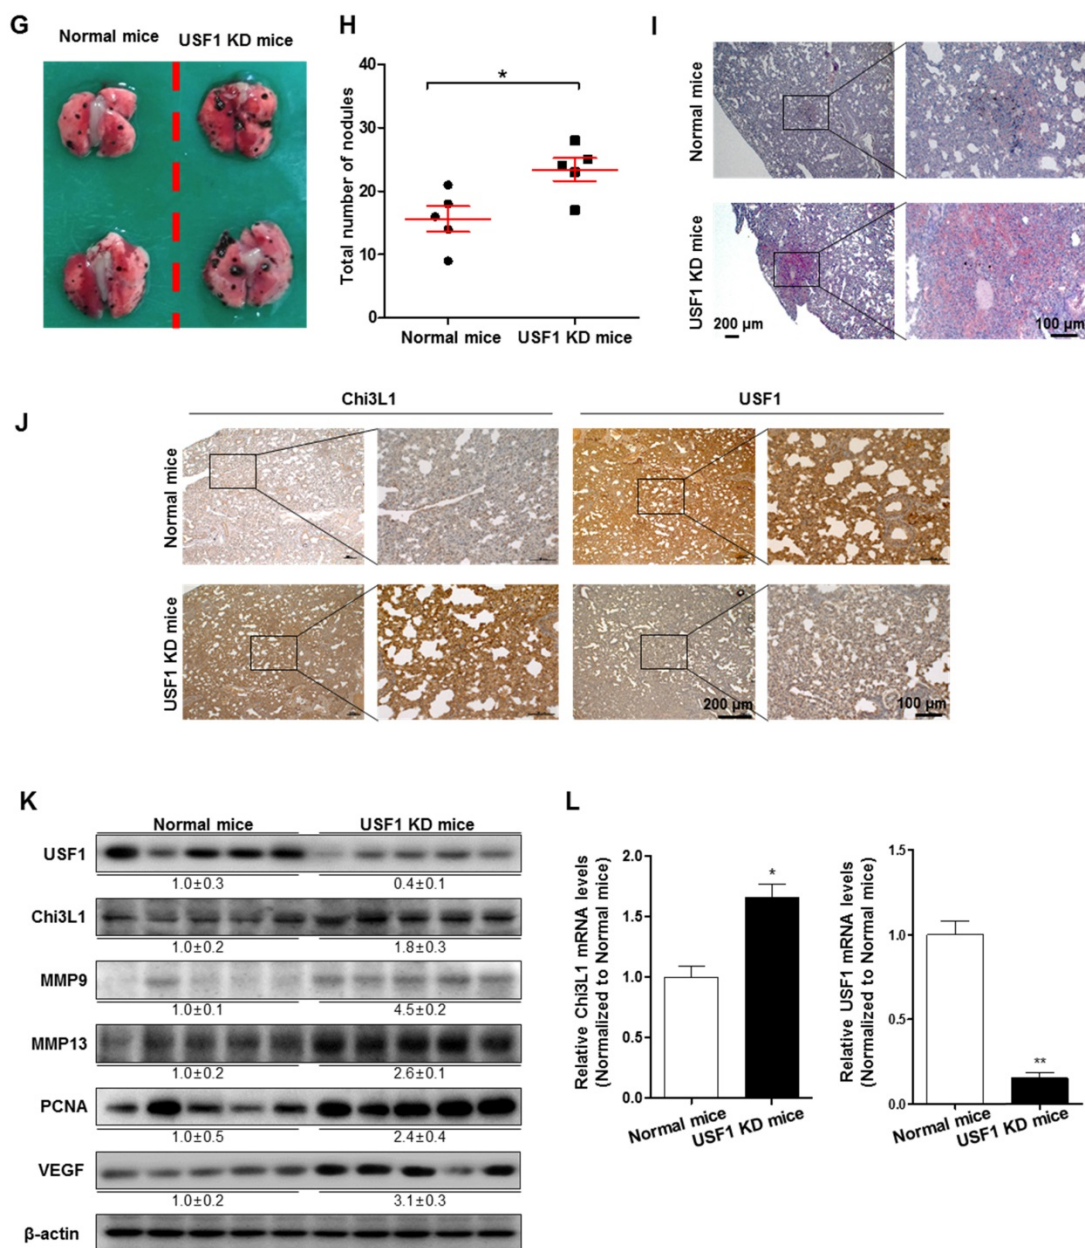 G
Normal mice
USF1 KD mice
H
Total number of nodules
40
30
20
10
0
*
Normal mice
USF1 KD mice
I
Normal mice
USF1 KD mice
200 μm
100 μm
J
Chi3L1
USF1
Normal mice
USF1 KD mice
200 μm
100 μm
K
Normal mice
USF1 KD mice
USF1
1.0±0.3
0.4±0.1
Chi3L1
1.0±0.2
1.8±0.3
MMP9
1.0±0.1
4.5±0.2
MMP13
1.0±0.2
2.6±0.1
PCNA
1.0±0.5
2.4±0.4
VEGF
1.0±0.2
3.1±0.3
β-actin
L
Relative Chi3L1 mRNA levels
(Normalized to Normal mice)
2.0
1.5
1.0
0.5
0.0
*
Normal mice
USF1 KD mice
Relative USF1 mRNA levels
(Normalized to Normal mice)
1.5
1.0
0.5
0.0
**
Normal mice
USF1 KD mice